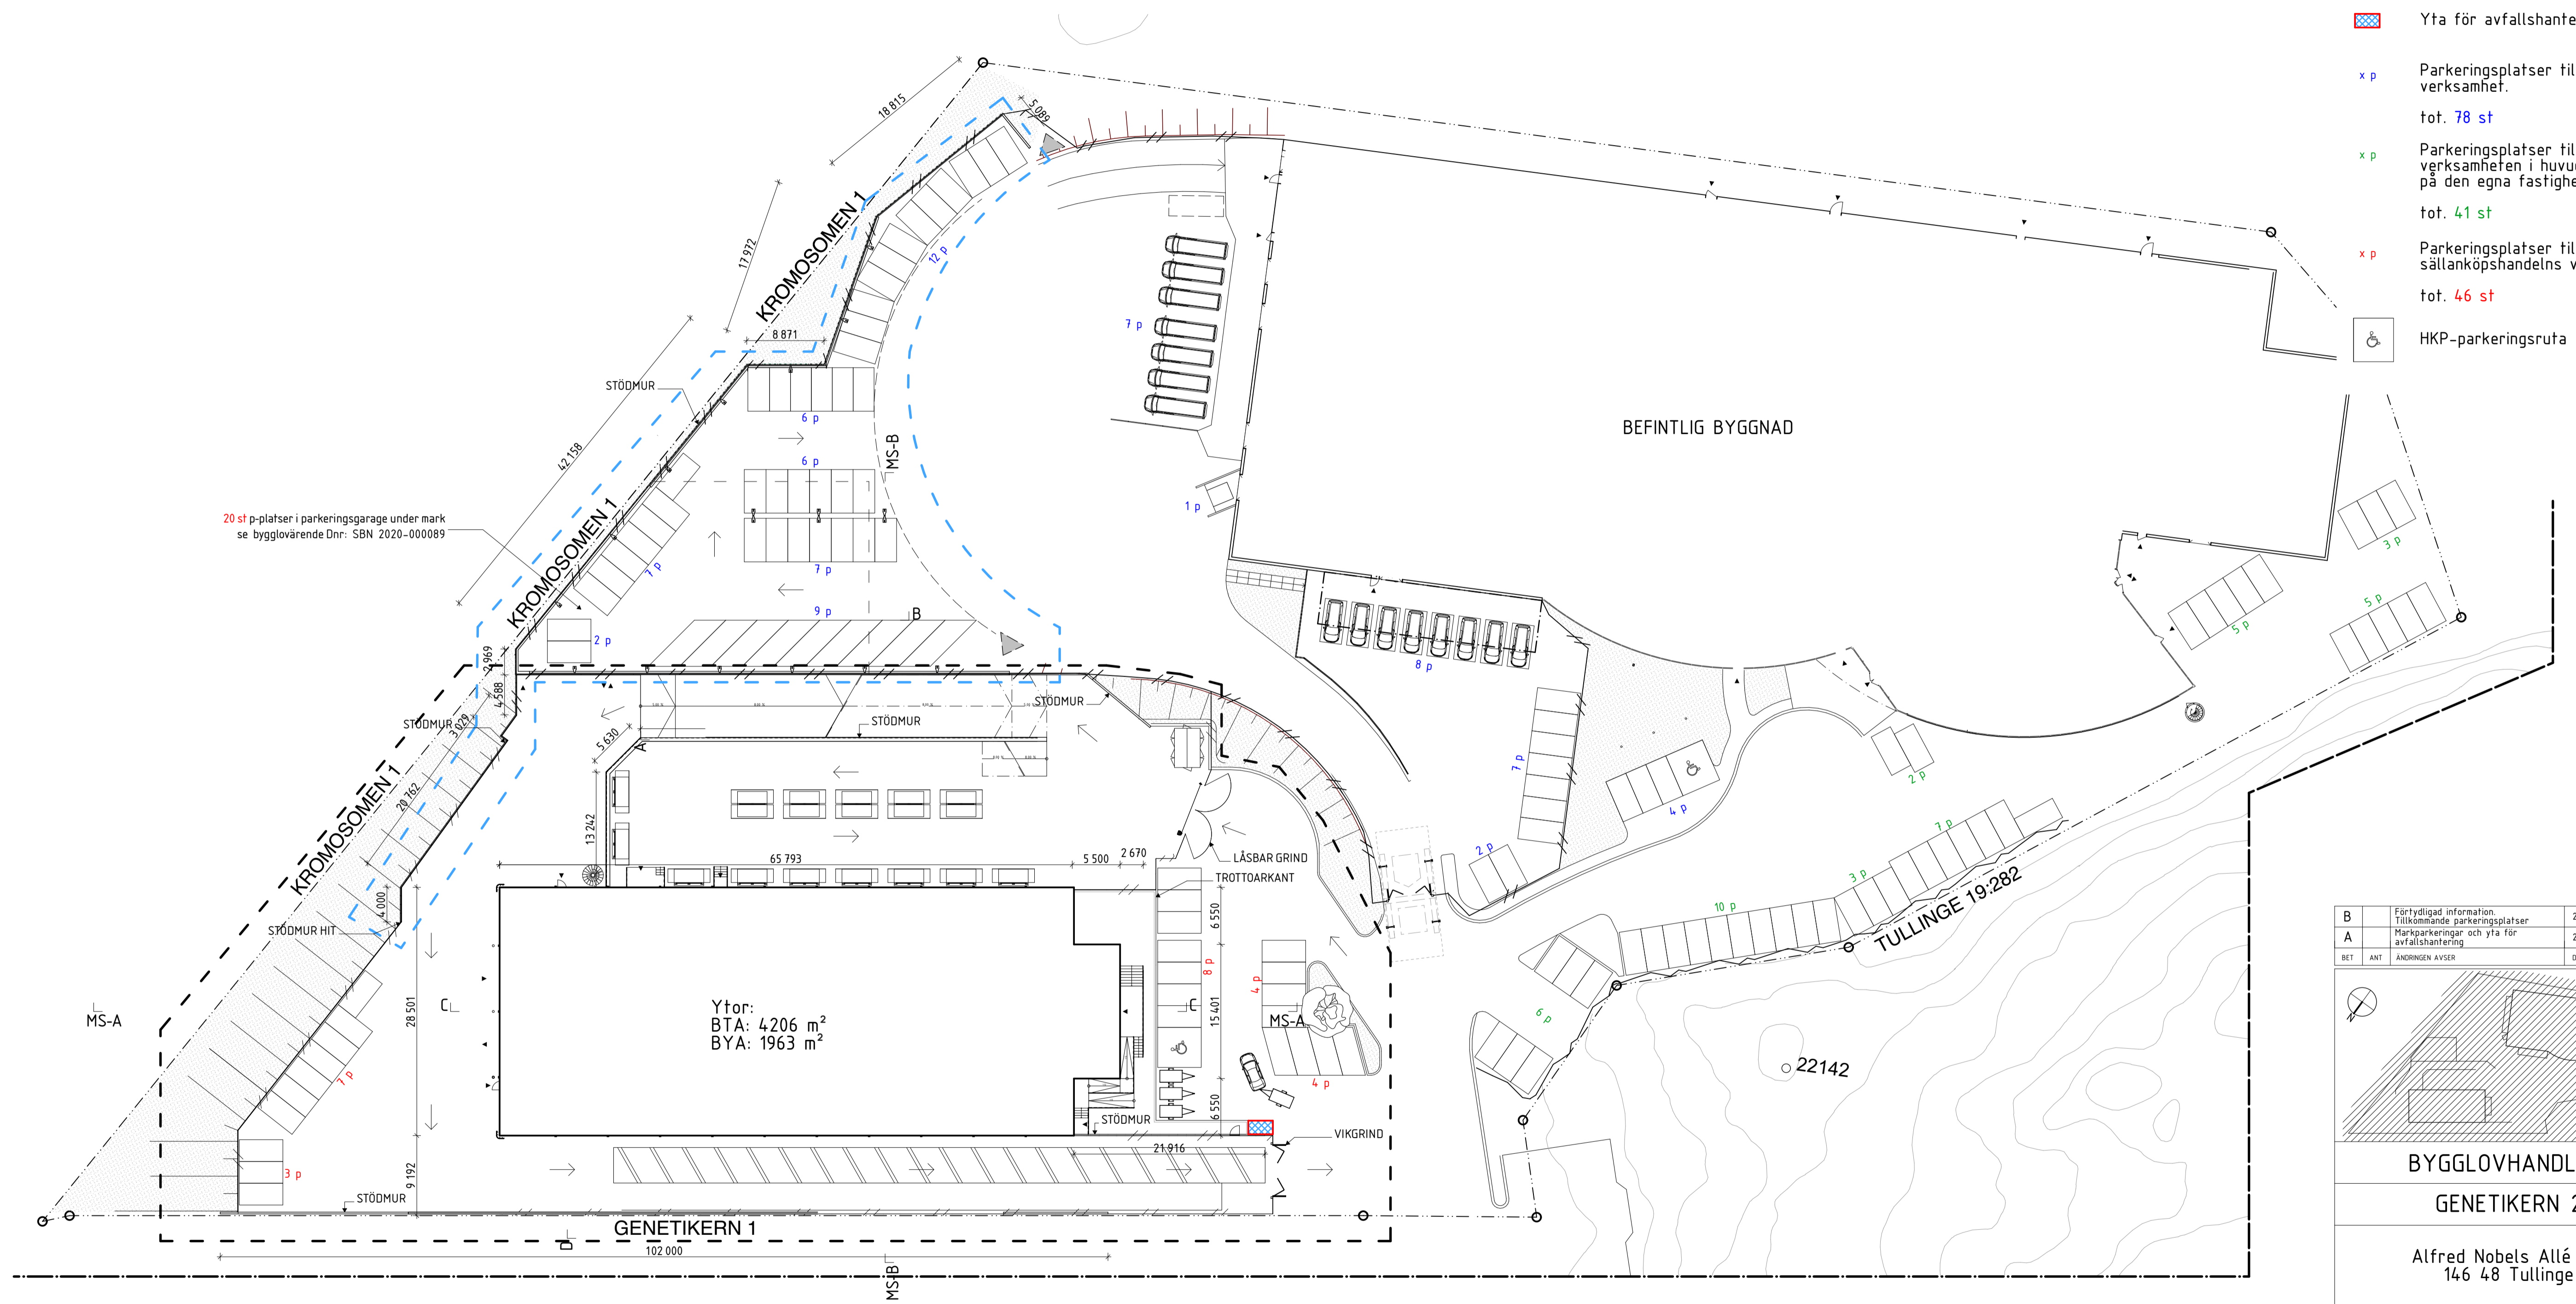 Yta för avfallshante
x p
Parkeringsplatser til
verksamhet.
tot. 78 st
x p
Parkeringsplatser til
verksamheten i huvu
på den egna fastighe
tot. 41 st
x p
Parkeringsplatser til
sällanköpshandelns v
tot. 46 st
HKP-parkeringsruta
18 815
5 089
KROMOSOMEN 1
17 972
12 p
7 p
8 871
STÖDMUR
6 p
BEFINTLIG BYGGNAD
42 158
6 p
MS-B
1 p
20 st p-platser i parkeringsgarage under mark
se bygglovärende Dnr: SBN 2020-000089
KROMOSOMEN 1
7 p
7 p
3 p
9 p
B
5 p
5 p
2 p
8 p
2 969
4 588
STÖDMUR
3 029
STÖDMUR
STÖDMUR
5 630
A
7 p
2 p
4 p
KROMOSOMEN 1
20 762
13 242
7 p
2 p
65 793
5 500
2 670
LÅSBAR GRIND
TROTTOARKANT
3 p
4 000
STÖDMUR HIT
6 550
10 p
TULLINGE 19:282
8 p
4 p
MS-A
28 501
C
Ytor:
BTA: 4206 m²
BYA: 1963 m²
C
15 401
MS-A
6 p
22142
7 p
4 p
6 550
STÖDMUR
VIKGRIND
21 916
3 p
9 192
STÖDMUR
GENETIKERN 1
D
102 000
MS-B
B
Förtydligad information.
Tillkommande parkeringsplatser
2
A
Markparkeringar och yta för
avfallshantering
2
BET
ANT
ÄNDRINGEN AVSER
D
N
BYGGLOVHANDL
GENETIKERN 2
Alfred Nobels Allé
146 48 Tullinge